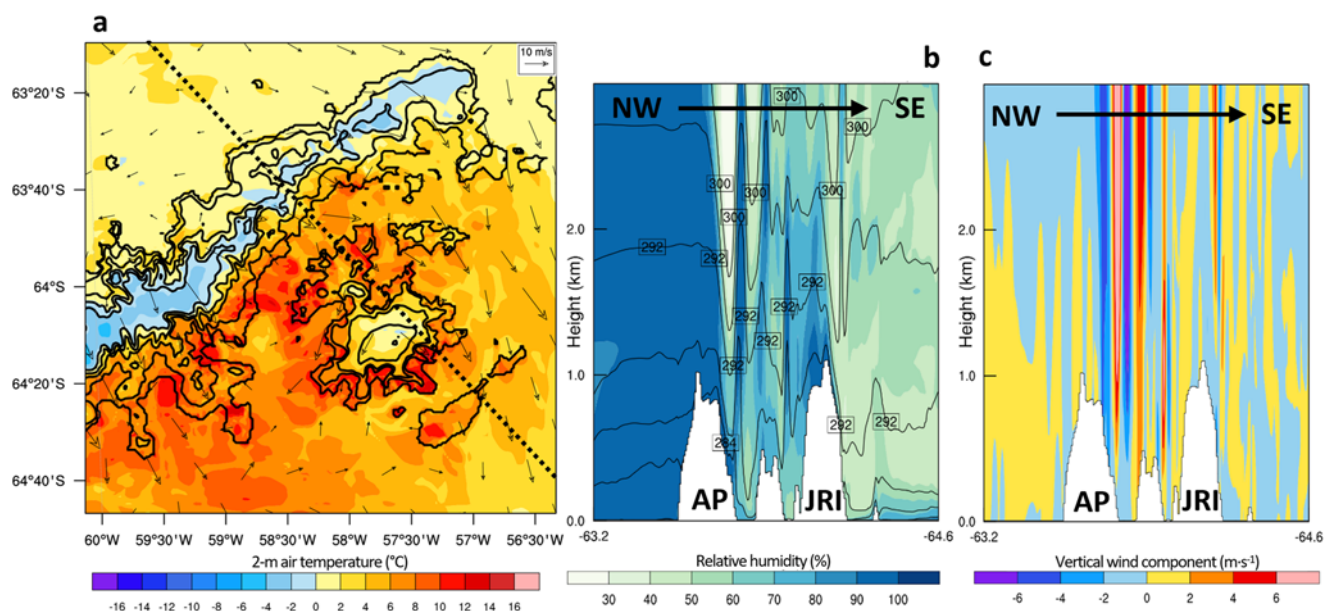 a
10 m/s
63°20'S
63°40'S
64°S
64°20'S
64°40'S
60°W 59°30'W 59°W 58°30'W 58°W 57°30'W 57°W 56°30'W
2-m air temperature (°C)
-16 -14 -10 -8 -6 -4 -2 0 2 4 6 8 10 12 14 16
b
NW SE
300
300
300 300 300
300
292
292
292
292 292
292
292
292 292
284
AP JRI
2.0
1.0
0.0
Height (km)
-63.2 -64.6
Relative humidity (%)
30 40 50 60 70 80 90 100
c
NW SE
2.0
1.0
0.0
Height (km)
AP JRI
-63.2 -64.6
Vertical wind component (m·s-1)
-6 -4 -2 0 2 4 6